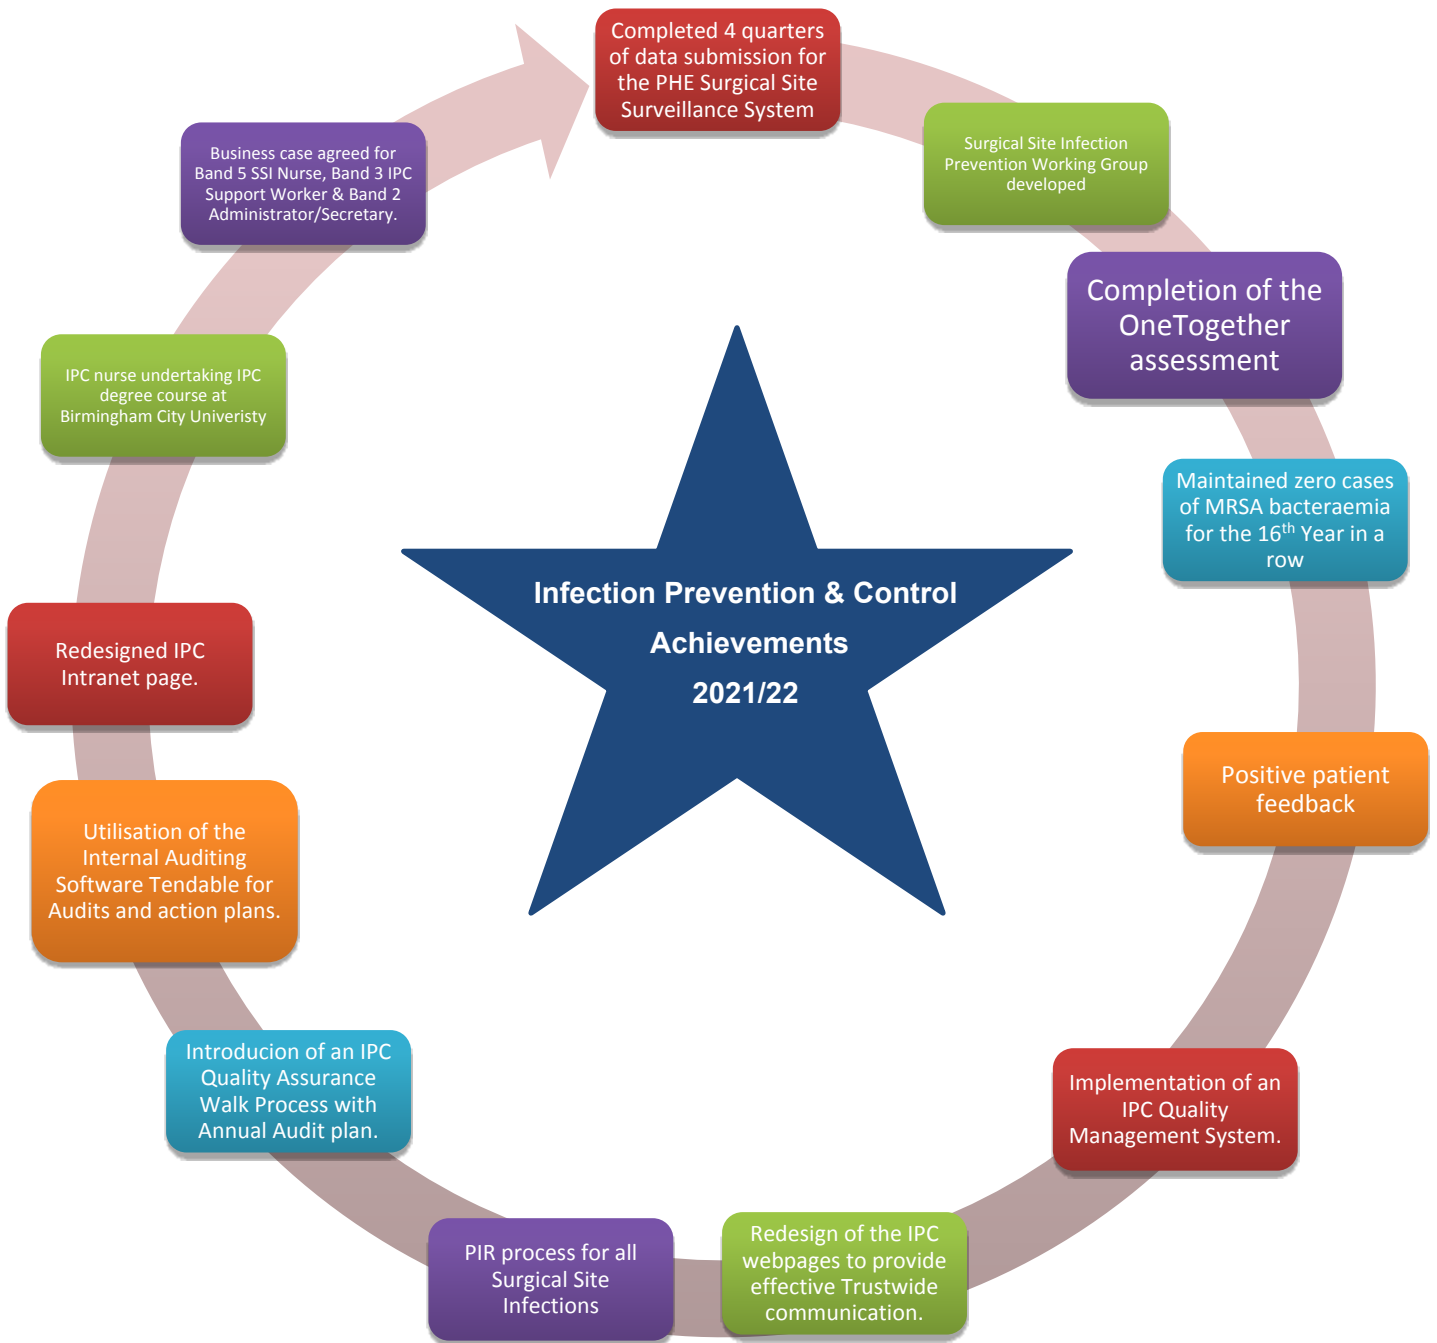 Completed 4 quarters
of data submission for
the PHE Surgical Site
Surveillance System
Surgical Site Infection
Prevention Working Group
developed
Completion of the
OneTogether
assessment
Maintained zero cases
of MRSA bacteraemia
for the 16th Year in a
row
Positive patient
feedback
Implementation of an
IPC Quality
Management System.
Redesign of the IPC
webpages to provide
effective Trustwide
communication.
PIR process for all
Surgical Site
Infections
Introducion of an IPC
Quality Assurance
Walk Process with
Annual Audit plan.
Utilisation of the
Internal Auditing
Software Tendable for
Audits and action plans.
Redesigned IPC
Intranet page.
IPC nurse undertaking IPC
degree course at
Birmingham City Univeristy
Business case agreed for
Band 5 SSI Nurse, Band 3 IPC
Support Worker & Band 2
Administrator/Secretary.
Infection Prevention & Control
Achievements
2021/22